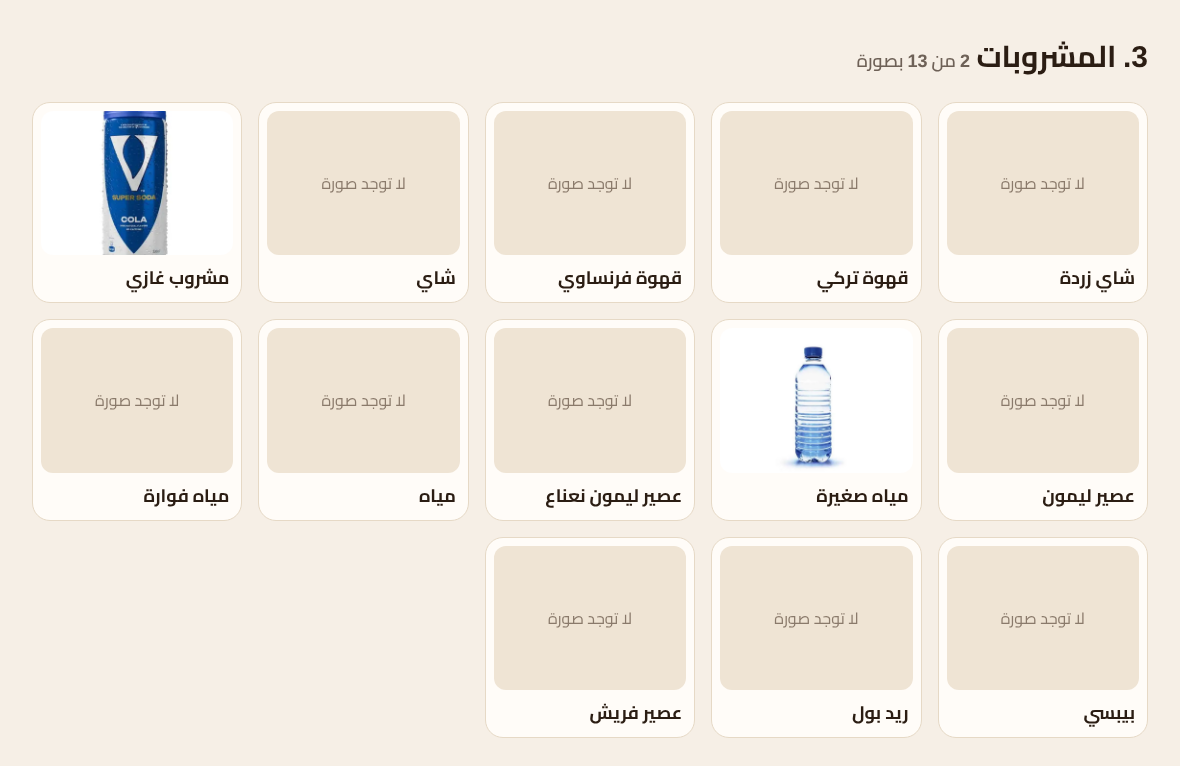 3. المشروبات 2 من 13 بصورة
لا توجد صورة
شاي زردة
لا توجد صورة
قهوة تركي
لا توجد صورة
قهوة فرنساوي
لا توجد صورة
شاي
V
SUPER SODA
COLA
مشروب غازي
لا توجد صورة
عصير ليمون
مياه صغيرة
لا توجد صورة
عصير ليمون نعناع
لا توجد صورة
مياه
لا توجد صورة
مياه فوارة
لا توجد صورة
بيبسي
لا توجد صورة
ريد بول
لا توجد صورة
عصير فريش